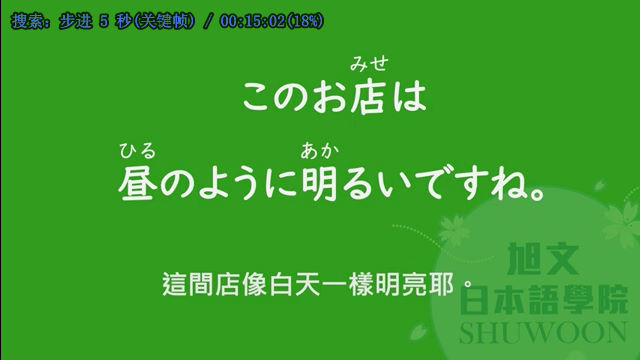 搜索: 步进 5 秒(关键帧) / 00:15:02(18%)
みせ
このお店は
ひる あか
昼のように明るいですね。
這間店像白天一樣明亮耶。
旭文
日本語學院
SHUWOON